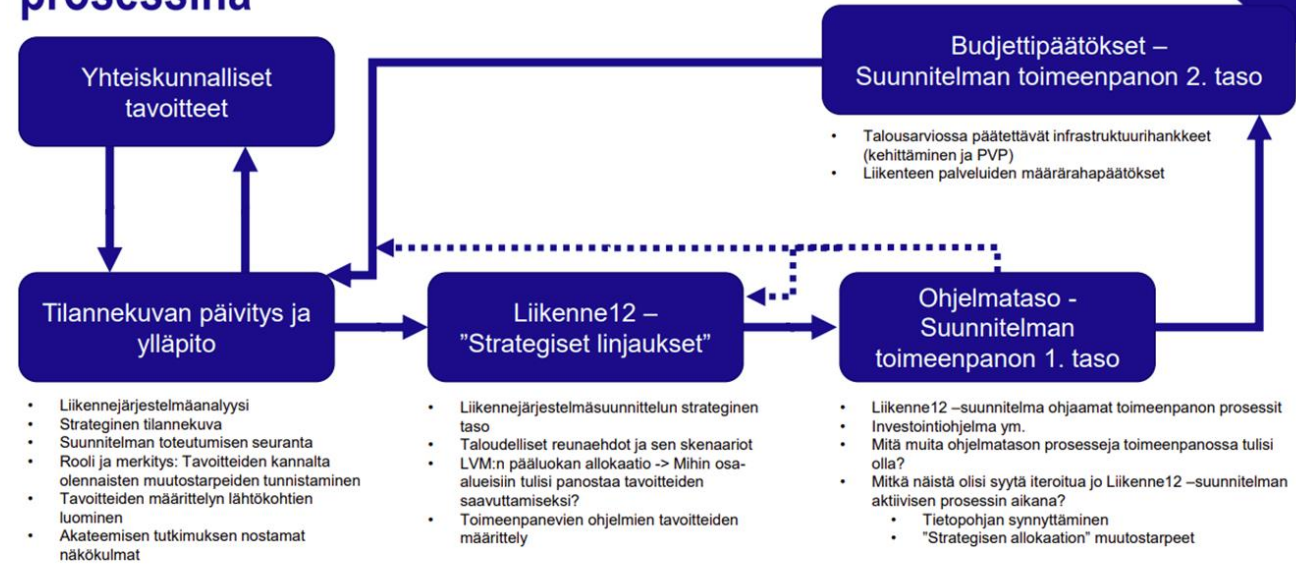 prosessina
Yhteiskunnalliset
tavoitteet
Budjettipäätökset –
Suunnitelman toimeenpanon 2. taso
• Talousarviossa päätettävät infrastruktuurihankkeet
(kehittäminen ja PVP)
• Liikenteen palveluiden määrärahapäätökset
Tilannekuvan päivitys ja
ylläpito
• Liikennejärjestelmäanalyysi
• Strateginen tilannekuva
• Suunnitelman toteutumisen seuranta
• Rooli ja merkitys: Tavoitteiden kannalta
olennaisten muutostarpeiden tunnistaminen
• Tavoitteiden määrittelyn lähtökohtien
luominen
• Akateemisen tutkimuksen nostamat
näkökulmat
Liikenne12 –
”Strategiset linjaukset”
• Liikennejärjestelmäsuunnittelun strateginen
taso
• Taloudelliset reunaehdot ja sen skenaariot
• LVM:n pääluokan allokaatio -> Mihin osa-
alueisiin tulisi panostaa tavoitteiden
saavuttamiseksi?
• Toimeenpanevien ohjelmien tavoitteiden
määrittely
Ohjelmataso -
Suunnitelman
toimeenpanon 1. taso
• Liikenne12 –suunnitelma ohjaamat toimeenpanon prosessit
• Investointiohjelma ym.
• Mitä muita ohjelmatason prosesseja toimeenpanossa tulisi
olla?
• Mitkä näistä olisi syytä iteroitua jo Liikenne12 –suunnitelman
aktiivisen prosessin aikana?
• Tietopohjan synnyttäminen
• ”Strategisen allokaation” muutostarpeet